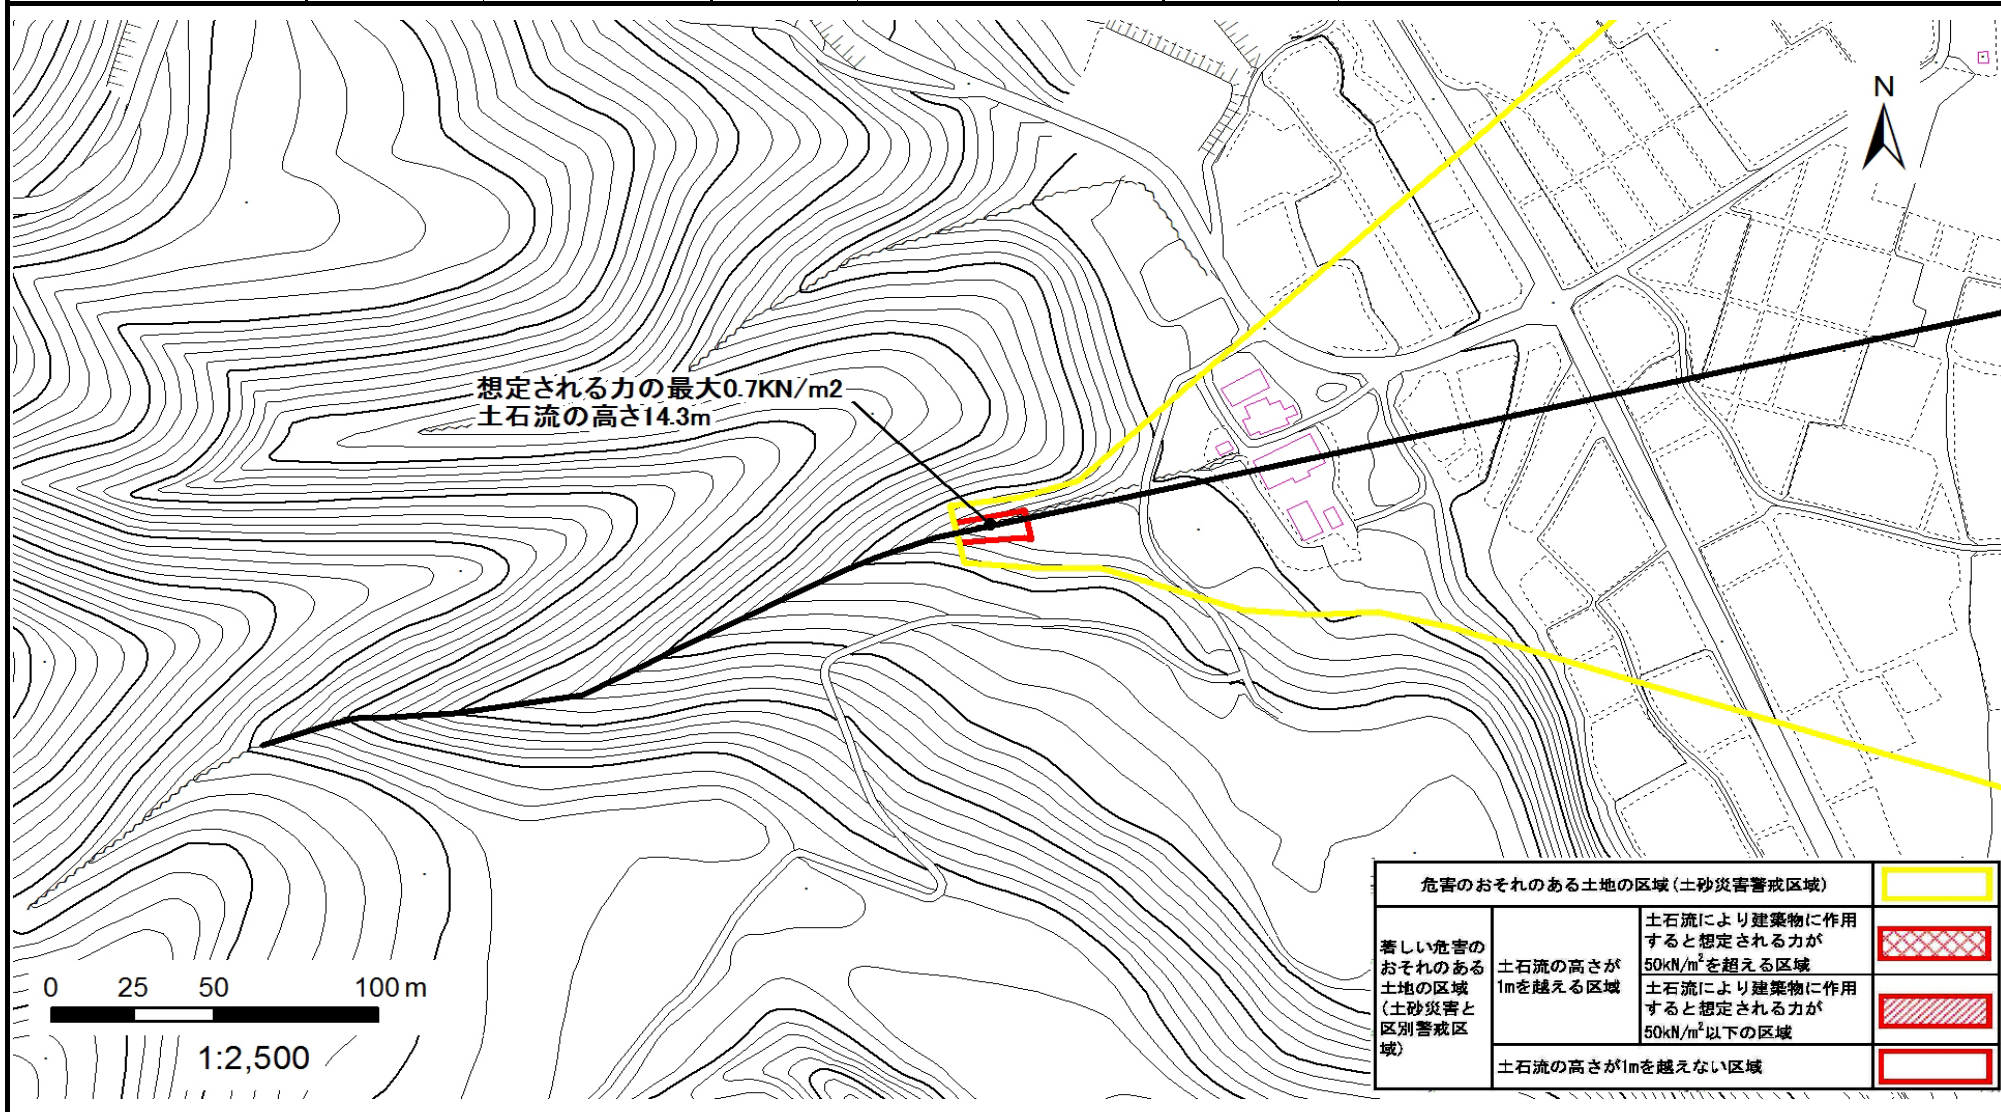 N
想定される力の最大0.7KN/m2
土石流の高さ14.3m
0 25 50 100 m
1:2,500
危害のおそれのある土地の区域(土砂災害警戒区域)
著しい危害の
おそれのある
土地の区域
(土砂災害と
区別警戒区
域)
土石流の高さが
1mを越える区域
土石流により建築物に作用
すると想定される力が
50kN/m²を超える区域
土石流により建築物に作用
すると想定される力が
50kN/m²以下の区域
土石流の高さが1mを越えない区域